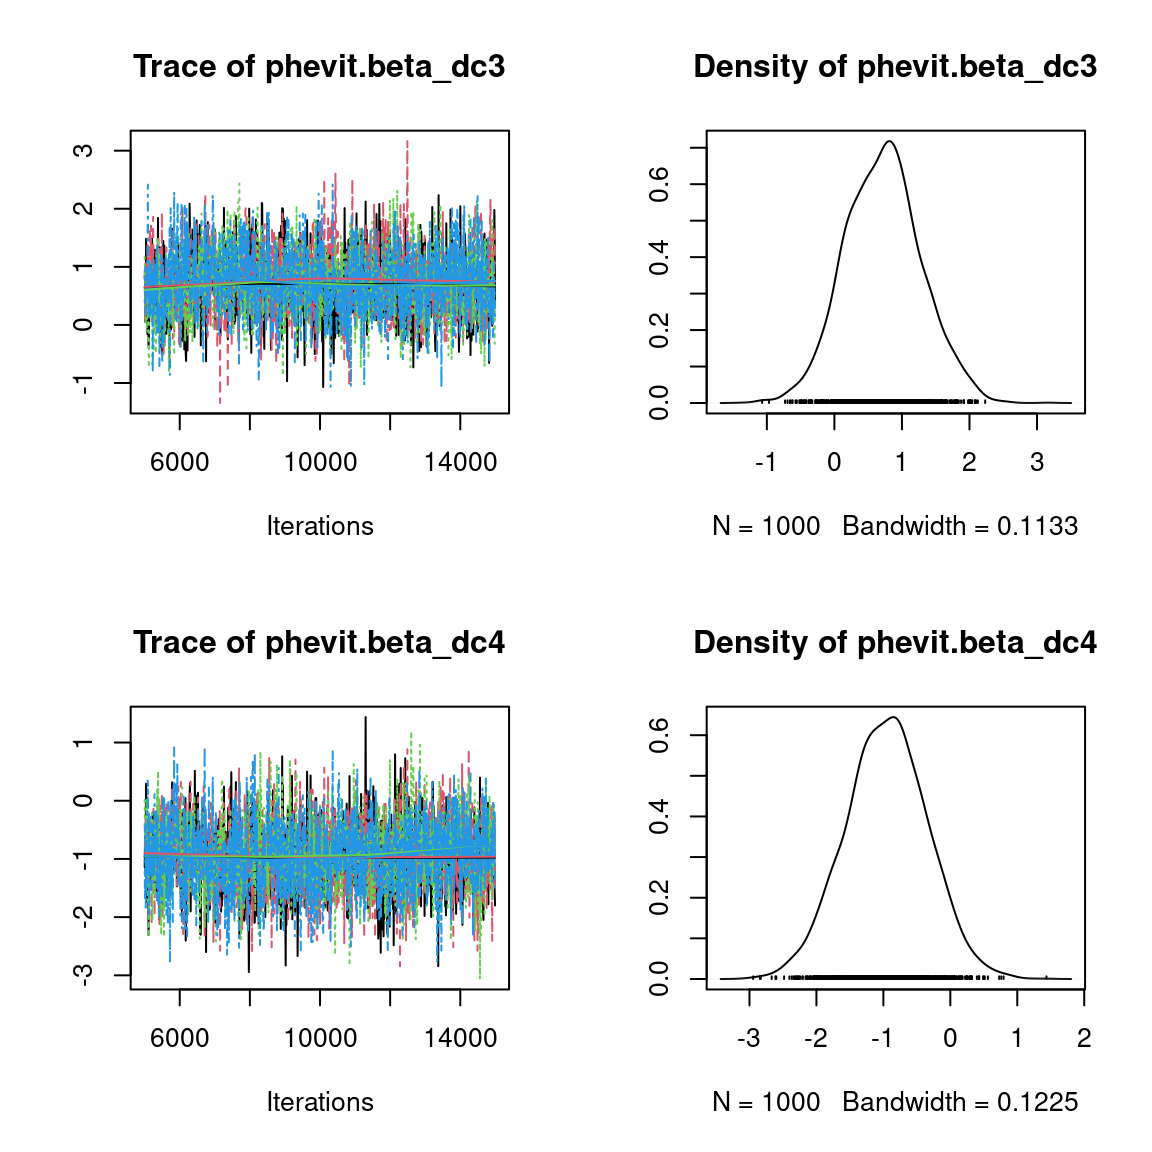 Trace of phevit.beta_dc3
3
2
1
0
-1
6000 10000 14000
Iterations
Density of phevit.beta_dc3
0.6
0.4
0.2
0.0
-1 0 1 2 3
N = 1000 Bandwidth = 0.1133
Trace of phevit.beta_dc4
1
0
-1
-2
-3
6000 10000 14000
Iterations
Density of phevit.beta_dc4
0.6
0.4
0.2
0.0
-3 -2 -1 0 1 2
N = 1000 Bandwidth = 0.1225